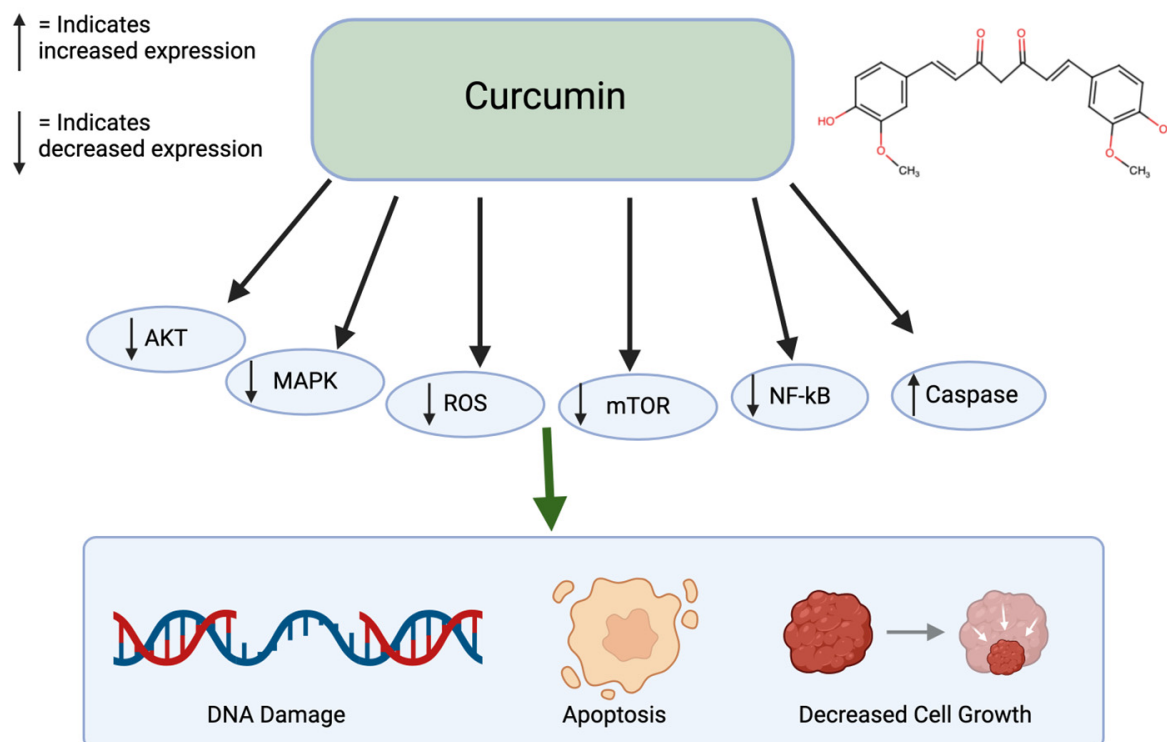 = Indicates
increased expression
= Indicates
decreased expression
Curcumin
O
O
HO
O
CH3
O
CH3
O
AKT
MAPK
ROS
mTOR
NF-kB
Caspase
DNA Damage
Apoptosis
Decreased Cell Growth